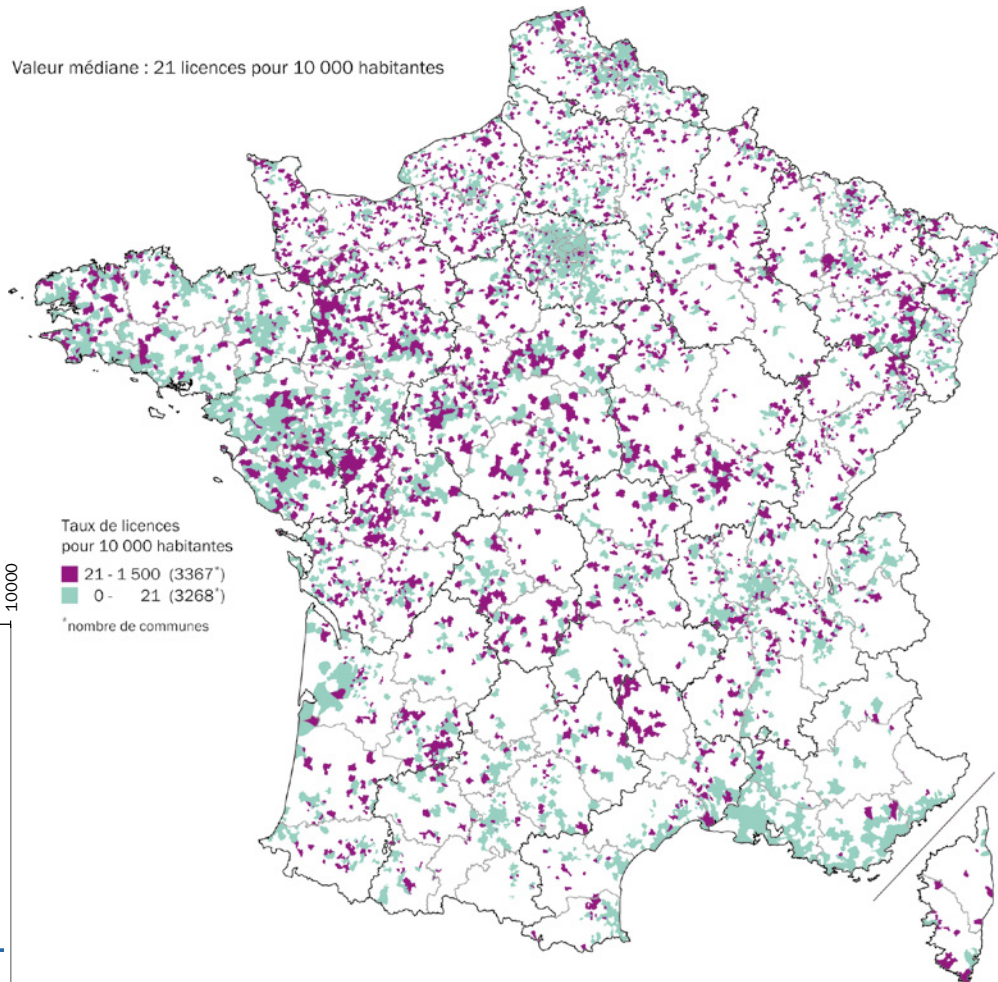 Valeur médiane : 21 licences pour 10 000 habitantes
Taux de licences
pour 10 000 habitantes
21 - 1 500 (3367*)
0 - 21 (3268*)
*nombre de communes
10000